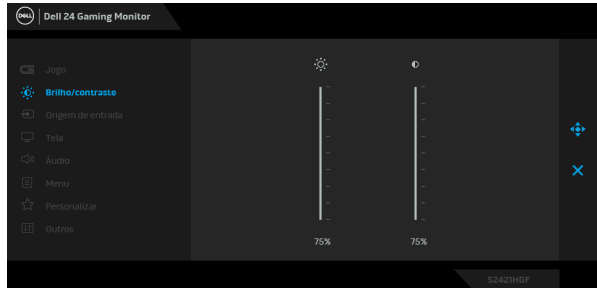 DELL
Dell 24 Gaming Monitor
Jogo
Brilho/contraste
Origem de entrada
Tela
Áudio
Menu
Personalizar
Outros
75% 75%
S2421HGF